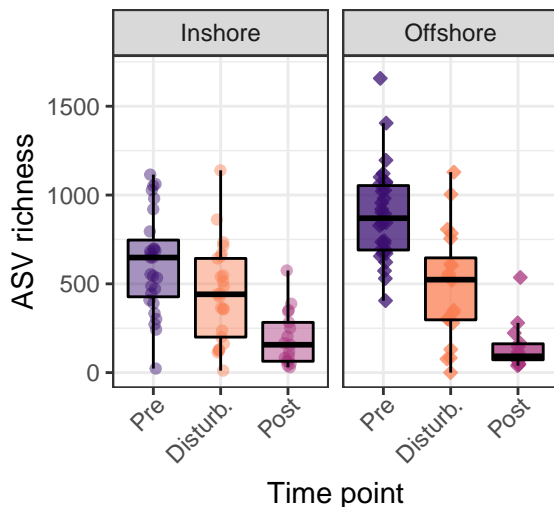 Inshore Offshore
ASV richness
1500
1000
500
0
Pre Disturb. Post Pre Disturb. Post
Time point